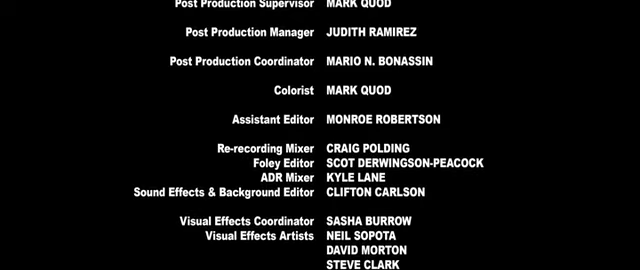 Post Production Supervisor MARK QUOD
Post Production Manager JUDITH RAMIREZ
Post Production Coordinator MARIO N. BONASSIN
Colorist MARK QUOD
Assistant Editor MONROE ROBERTSON
Re-recording Mixer CRAIG POLDING
Foley Editor SCOT DERWINGSON-PEACOCK
ADR Mixer KYLE LANE
Sound Effects & Background Editor CLIFTON CARLSON
Visual Effects Coordinator SASHA BURROW
Visual Effects Artists NEIL SOPOTA
DAVID MORTON
STEVE CLARK